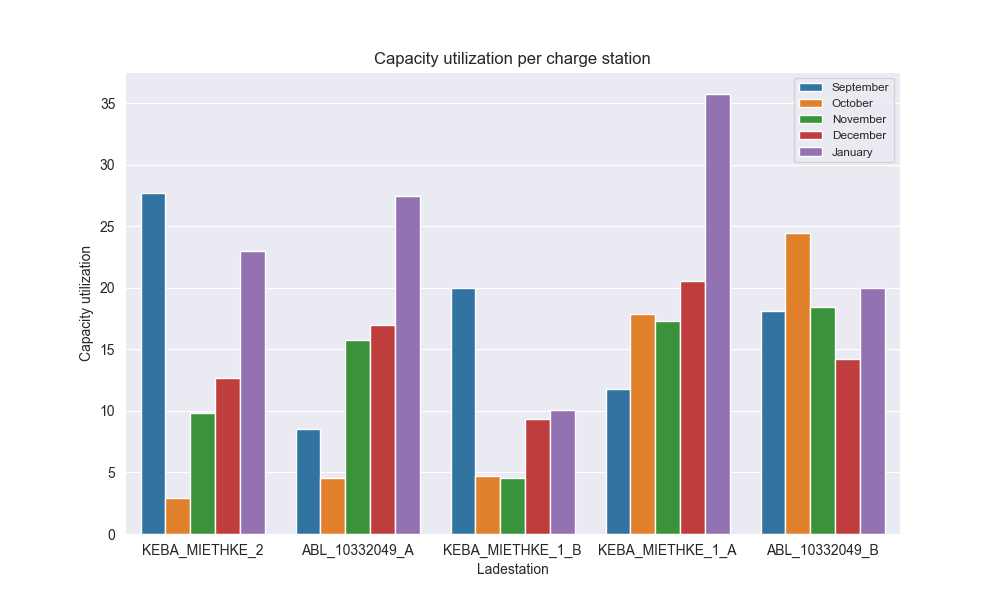 Capacity utilization per charge station
September
October
November
December
January
35
30
25
20
15
10
5
0
Capacity utilization
KEBA_MIETHKE_2 ABL_10332049_A KEBA_MIETHKE_1_B KEBA_MIETHKE_1_A ABL_10332049_B
Ladestation